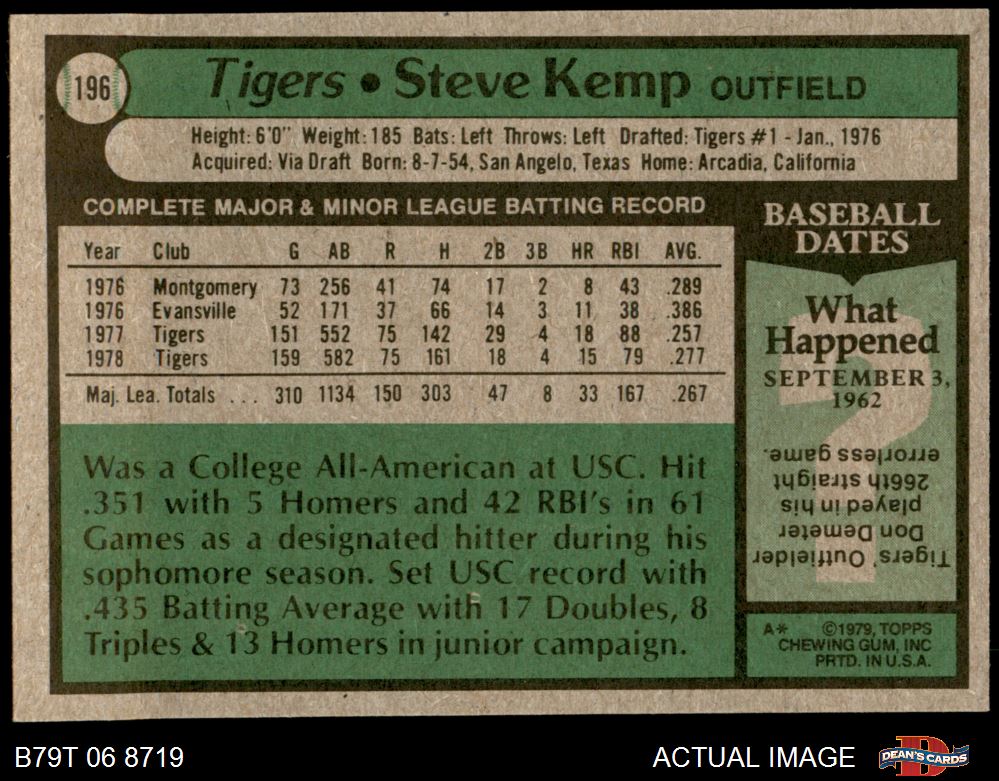 196
Tigers • Steve Kemp OUTFIELD
Height: 6'0" Weight: 185 Bats: Left Throws: Left Drafted: Tigers #1 - Jan., 1976
Acquired: Via Draft Born: 8-7-54, San Angelo, Texas Home: Arcadia, California
COMPLETE MAJOR & MINOR LEAGUE BATTING RECORD
Year Club G AB R H 2B 3B HR RBI AVG.
1976 Montgomery 73 256 41 74 17 2 8 43 .289
1976 Evansville 52 171 37 66 14 3 11 38 .386
1977 Tigers 151 552 75 142 29 4 18 88 .257
1978 Tigers 159 582 75 161 18 4 15 79 .277
Maj. Lea. Totals . . . 310 1134 150 303 47 8 33 167 .267
Was a College All-American at USC. Hit
.351 with 5 Homers and 42 RBI's in 61
Games as a designated hitter during his
sophomore season. Set USC record with
.435 Batting Average with 17 Doubles, 8
Triples & 13 Homers in junior campaign.
BASEBALL
DATES
What
Happened
SEPTEMBER 3,
1962
Tigers' Outfielder
Don Demeter
played in his
266th straight
errorless game.
A* ©1979, TOPPS
CHEWING GUM, INC
PRTD. IN U.S.A.
B79T 06 8719
ACTUAL IMAGE
DEAN'S CARDS